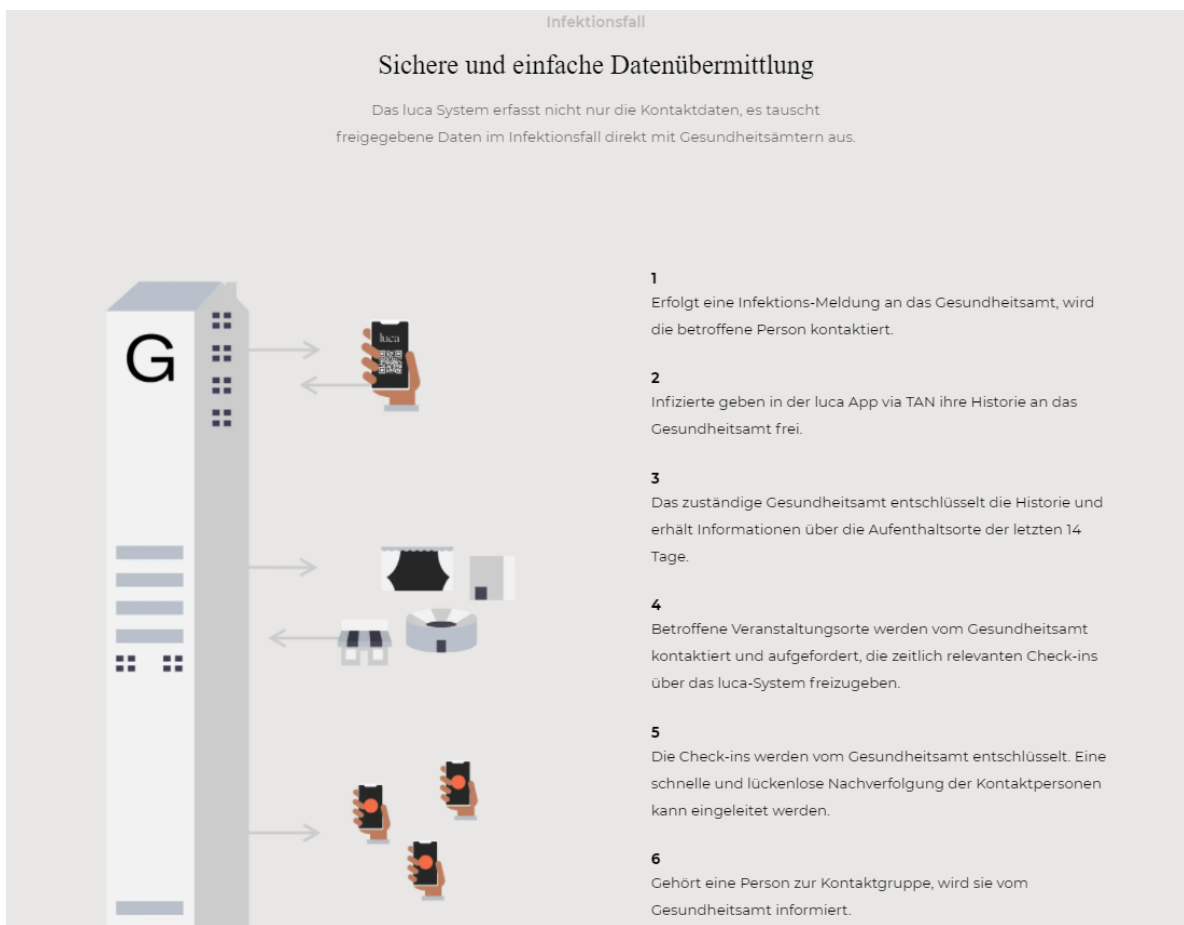 Infektionsfall
Sichere und einfache Datenübermittlung
Das luca System erfasst nicht nur die Kontaktdaten, es tauscht
freigegebene Daten im Infektionsfall direkt mit Gesundheitsämtern aus.
G
luca
1
Erfolgt eine Infektions-Meldung an das Gesundheitsamt, wird
die betroffene Person kontaktiert.
2
Infizierte geben in der luca App via TAN ihre Historie an das
Gesundheitsamt frei.
3
Das zuständige Gesundheitsamt entschlüsselt die Historie und
erhält Informationen über die Aufenthaltsorte der letzten 14
Tage.
4
Betroffene Veranstaltungsorte werden vom Gesundheitsamt
kontaktiert und aufgefordert, die zeitlich relevanten Check-ins
über das luca-System freizugeben.
5
Die Check-ins werden vom Gesundheitsamt entschlüsselt. Eine
schnelle und lückenlose Nachverfolgung der Kontaktpersonen
kann eingeleitet werden.
6
Gehört eine Person zur Kontaktgruppe, wird sie vom
Gesundheitsamt informiert.